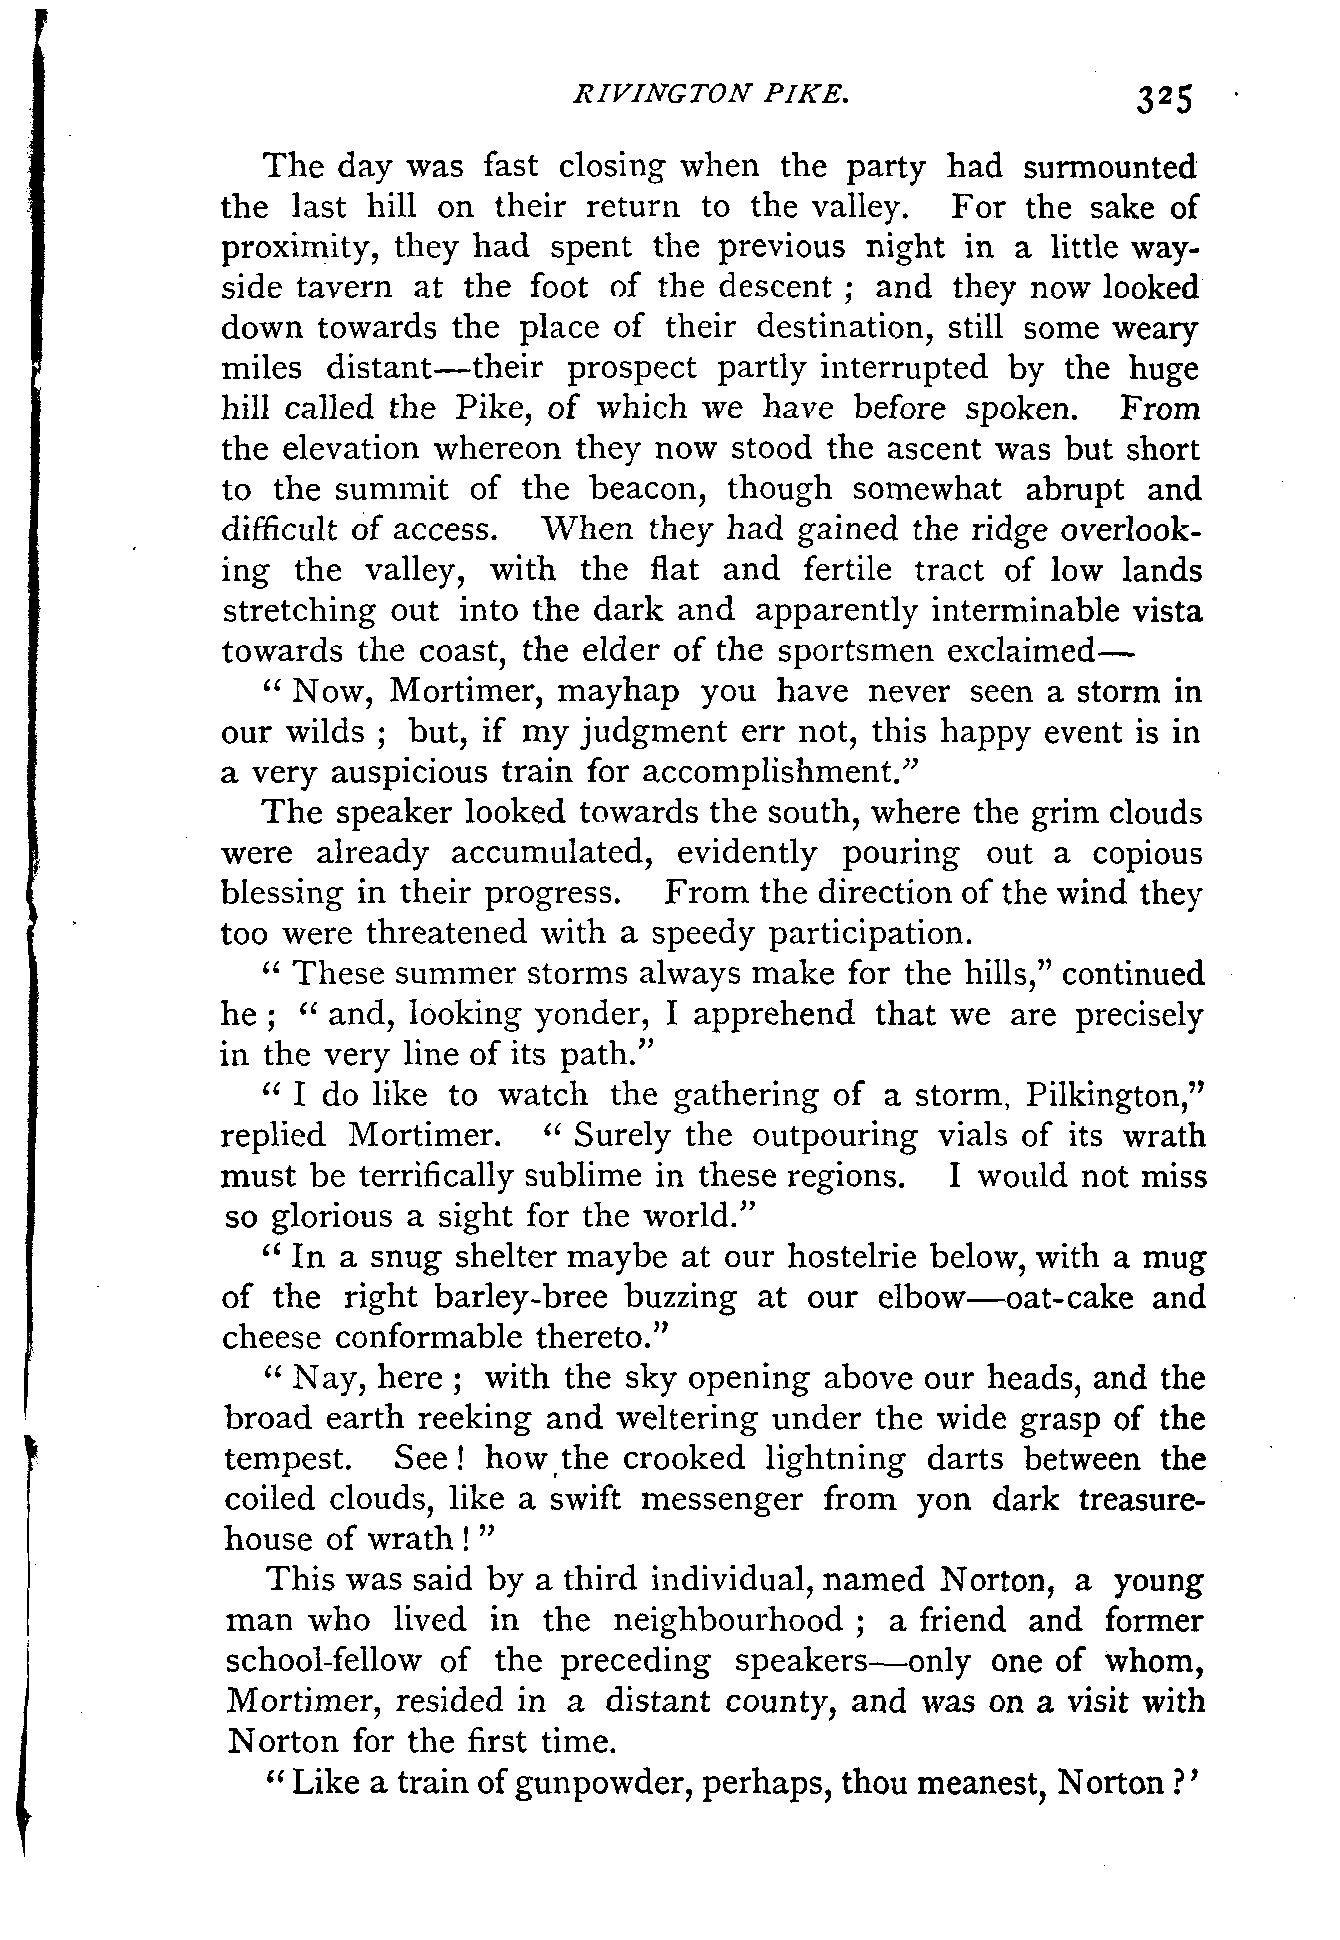 RIVINGTON PIKE. 325
The day was fast closing when the party had surmounted
the last hill on their return to the valley. For the sake of
proximity, they had spent the previous night in a little way-
side tavern at the foot of the descent ; and they now looked
down towards the place of their destination, still some weary
miles distant—their prospect partly interrupted by the huge
hill called the Pike, of which we have before spoken. From
the elevation whereon they now stood the ascent was but short
to the summit of the beacon, though somewhat abrupt and
difficult of access. When they had gained the ridge overlook-
ing the valley, with the flat and fertile tract of low lands
stretching out into the dark and apparently interminable vista
towards the coast, the elder of the sportsmen exclaimed—
“ Now, Mortimer, mayhap you have never seen a storm in
our wilds ; but, if my judgment err not, this happy event is in
a very auspicious train for accomplishment.”
The speaker looked towards the south, where the grim clouds
were already accumulated, evidently pouring out a copious
blessing in their progress. From the direction of the wind they
too were threatened with a speedy participation.
“ These summer storms always make for the hills,” continued
he ; “ and, looking yonder, I apprehend that we are precisely
in the very line of its path.”
“ I do like to watch the gathering of a storm, Pilkington,”
replied Mortimer. “ Surely the outpouring vials of its wrath
must be terrifically sublime in these regions. I would not miss
so glorious a sight for the world.”
“ In a snug shelter maybe at our hostelrie below, with a mug
of the right barley-bree buzzing at our elbow—oat-cake and
cheese conformable thereto.”
“ Nay, here ; with the sky opening above our heads, and the
broad earth reeking and weltering under the wide grasp of the
tempest. See ! how the crooked lightning darts between the
coiled clouds, like a swift messenger from yon dark treasure-
house of wrath ! ”
This was said by a third individual, named Norton, a young
man who lived in the neighbourhood ; a friend and former
school-fellow of the preceding speakers—only one of whom,
Mortimer, resided in a distant county, and was on a visit with
Norton for the first time.
“ Like a train of gunpowder, perhaps, thou meanest, Norton ?’